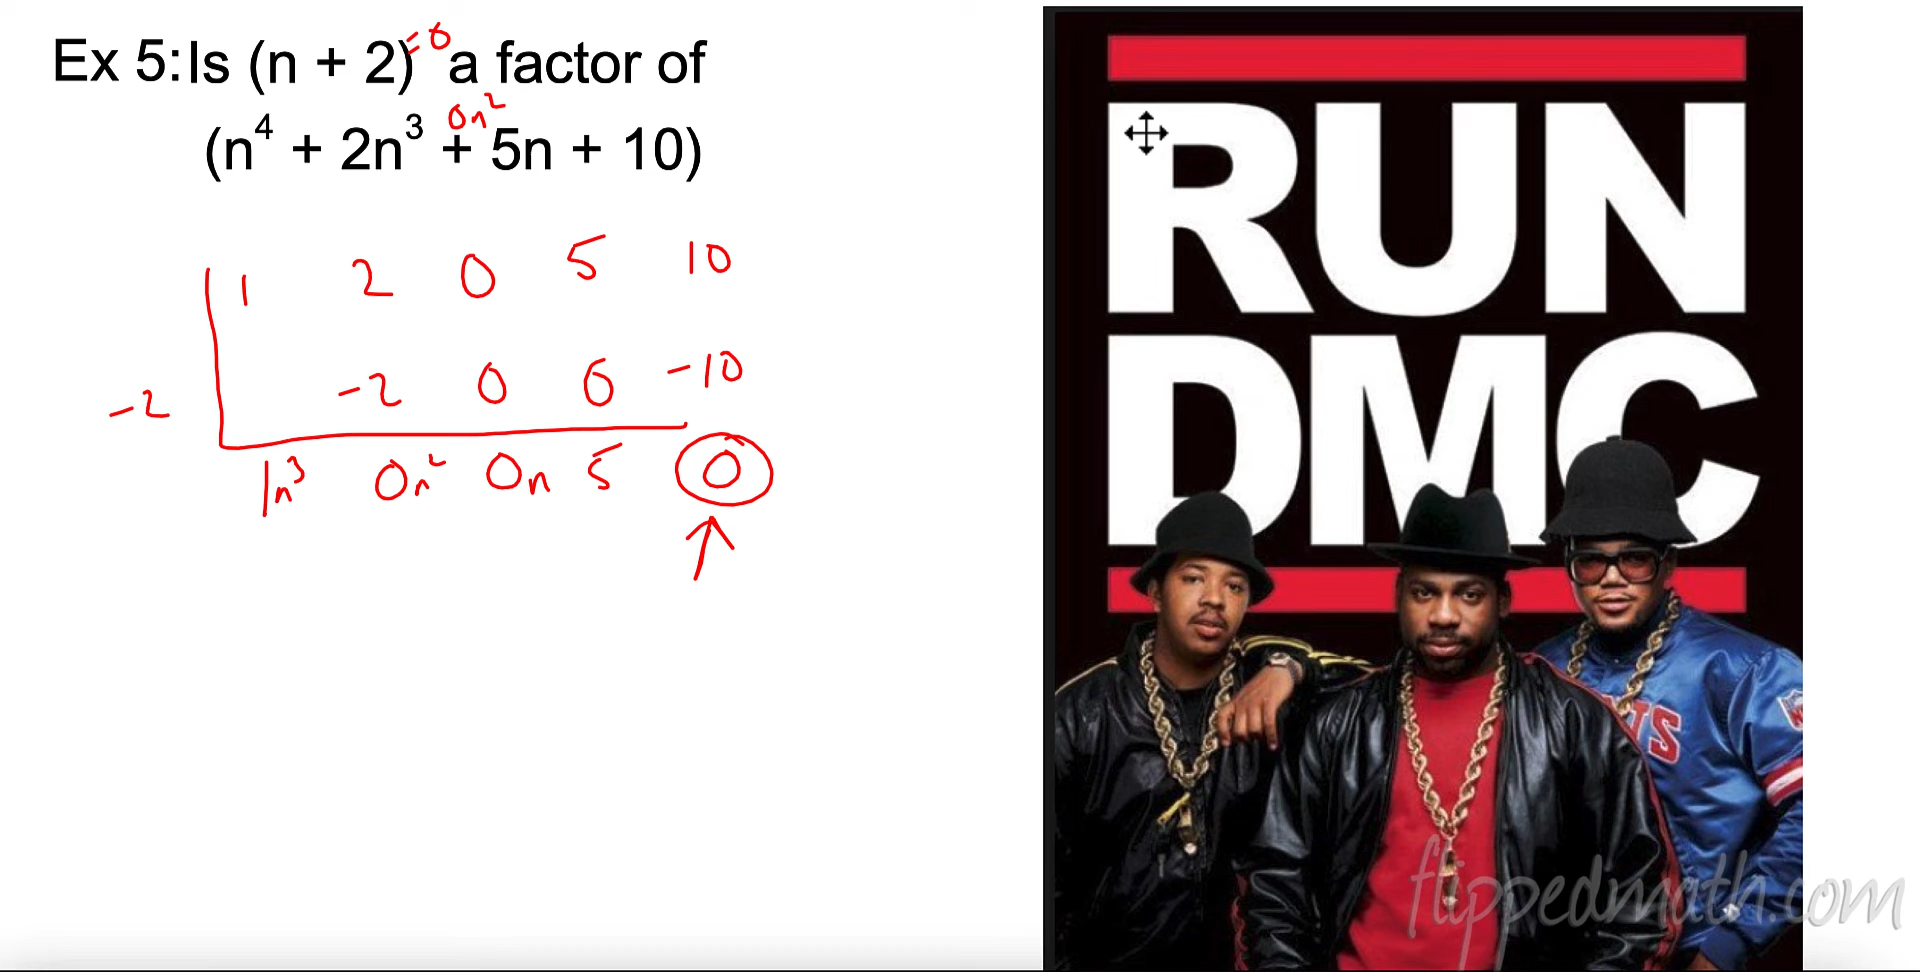 Ex 5: Is (n + 2) =0 a factor of
0n²
(n⁴ + 2n³ + 5n + 10)
1 2 0 5 10
-2 0 0 -10
-2
1n³ 0n² 0n 5 0
RUN
DMC
flippedmath.com